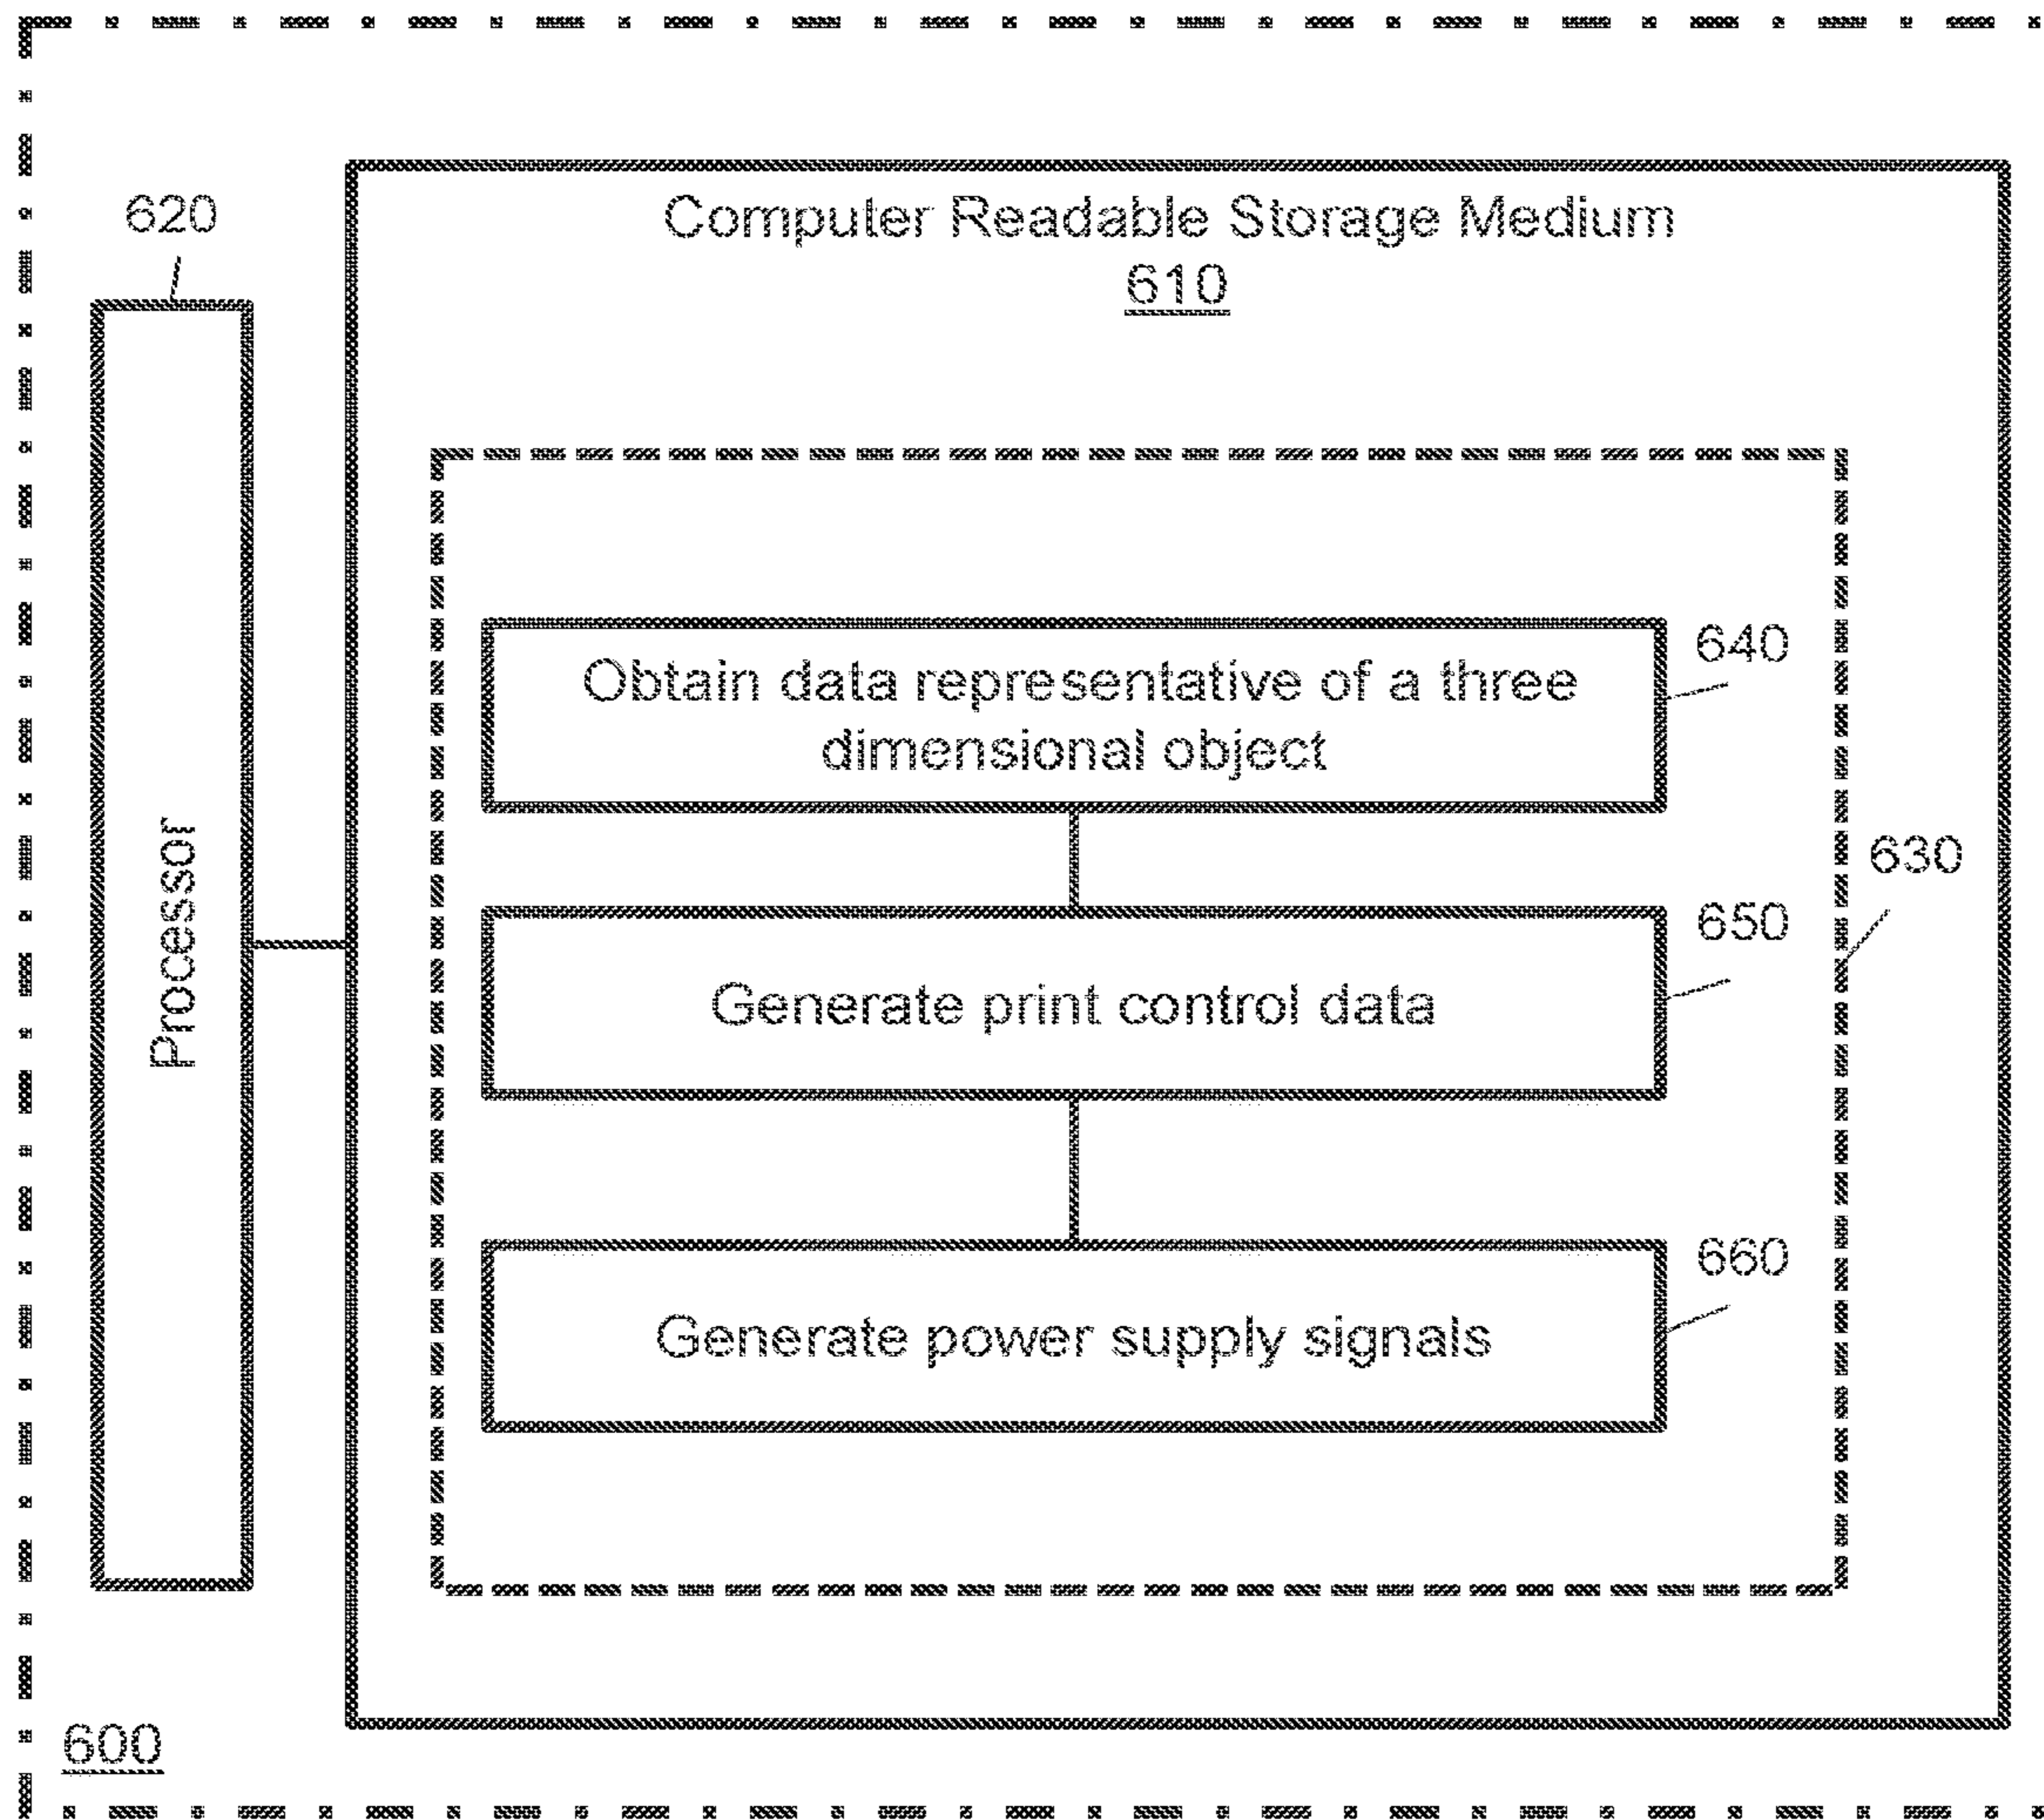 620
Computer Readable Storage Medium
610
Processor
Obtain data representative of a three
dimensional object
640
630
Generate print control data
650
Generate power supply signals
660
600